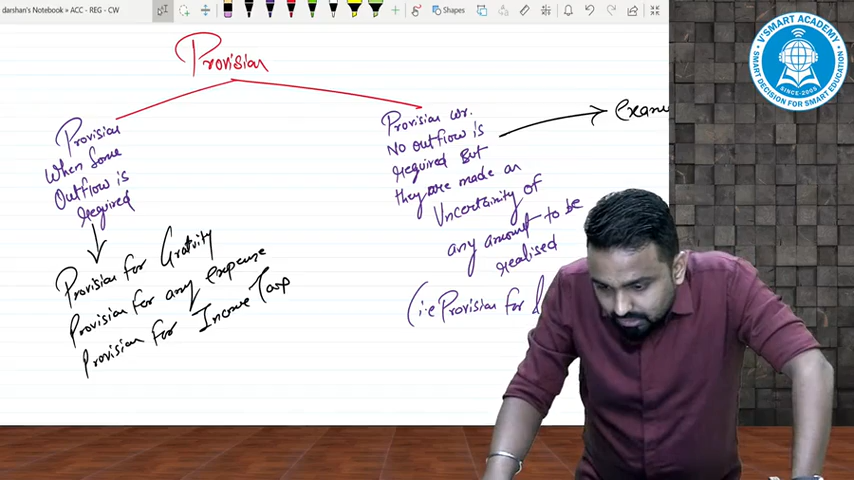 darshan's Notebook » ACC - REG - CW
Shapes
Provision
Provision
When Some
Outflow is
required
Provision for Gratuity
Provision for any expense
Provision for Income Tax
Provision wr.
No outflow is
required But
they are made an
Uncertainity of
any amount to be
realised
(i.e Provision for
V'SMART ACADEMY
SINCE-2009
SMART DECISION FOR SMART EDUCATION